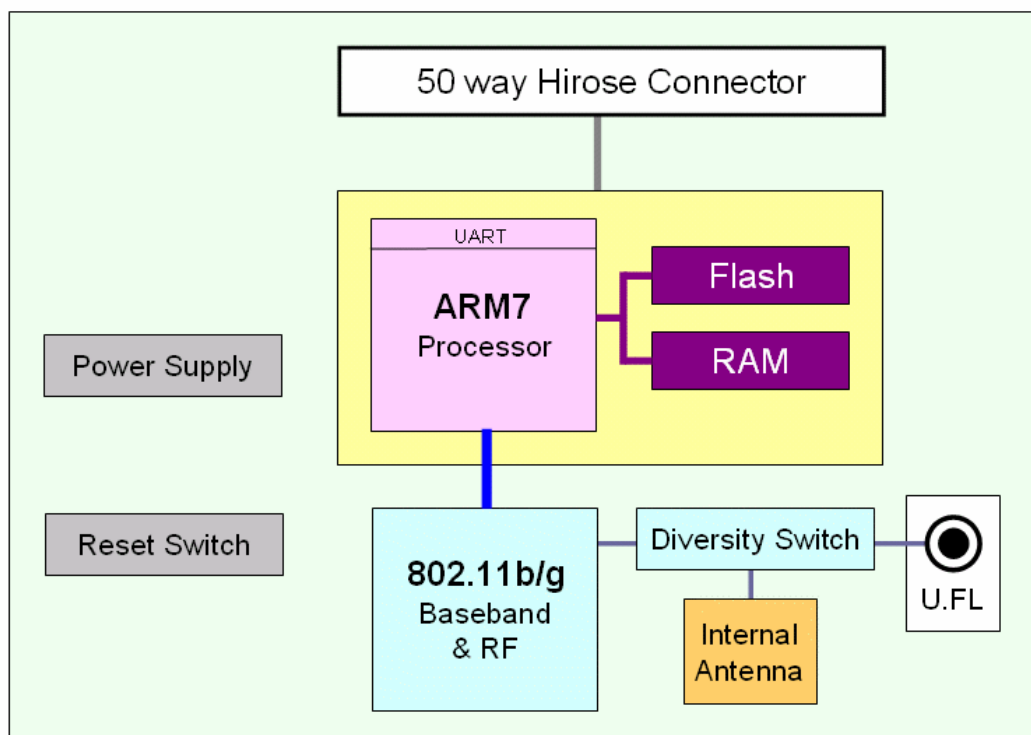 50 way Hirose Connector
UART
ARM7
Processor
Flash
RAM
Power Supply
Reset Switch
802.11b/g
Baseband
& RF
Diversity Switch
Internal
Antenna
U.FL